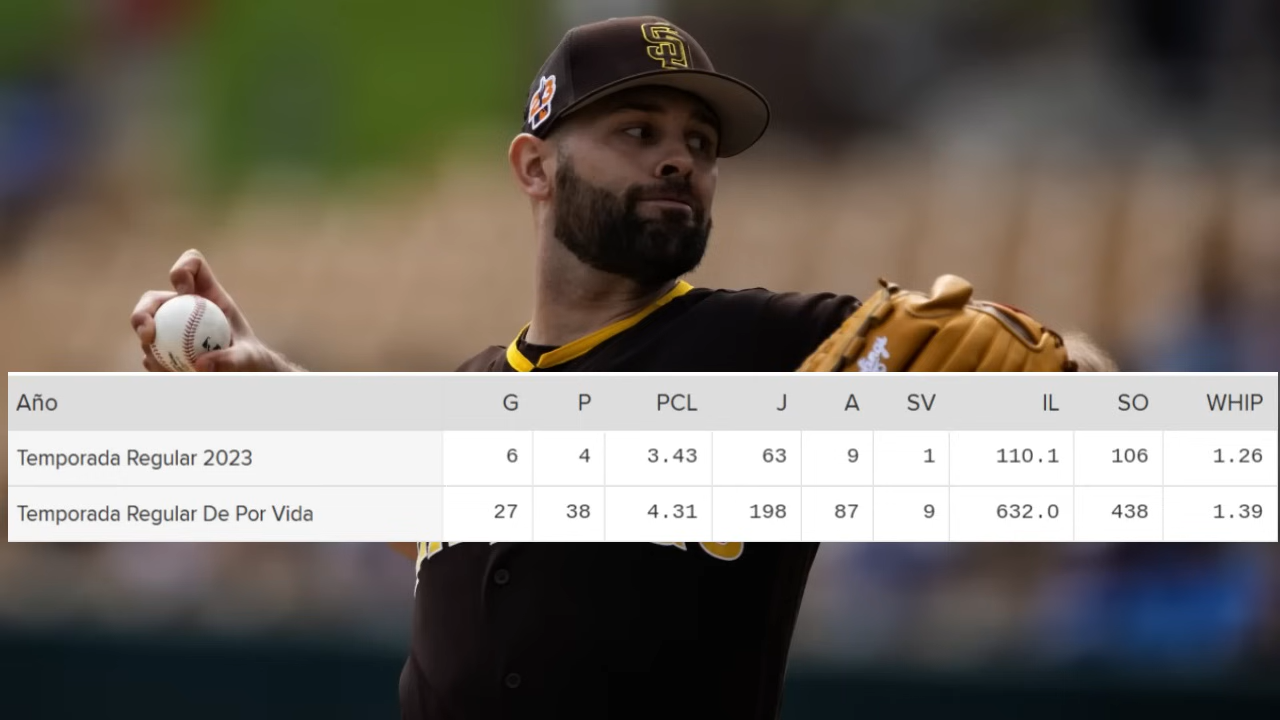 SD
Año G P PCL J A SV IL SO WHIP
Temporada Regular 2023 6 4 3.43 63 9 1 110.1 106 1.26
Temporada Regular De Por Vida 27 38 4.31 198 87 9 632.0 438 1.39